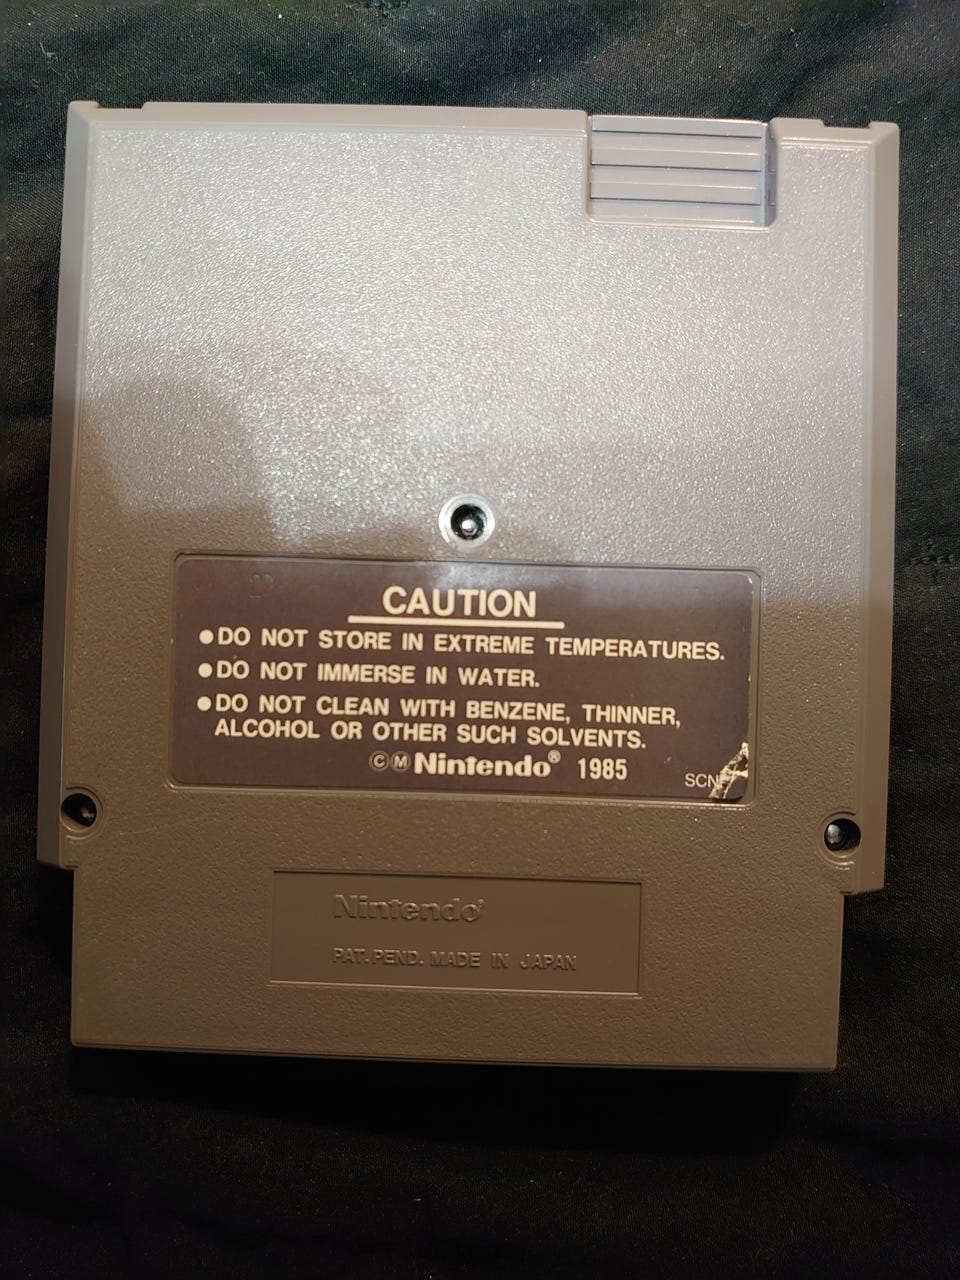 CAUTION
●DO NOT STORE IN EXTREME TEMPERATURES.
●DO NOT IMMERSE IN WATER.
●DO NOT CLEAN WITH BENZENE, THINNER,
ALCOHOL OR OTHER SUCH SOLVENTS.
ⒸⓂNintendo® 1985
Nintendo®
PAT.PEND. MADE IN JAPAN